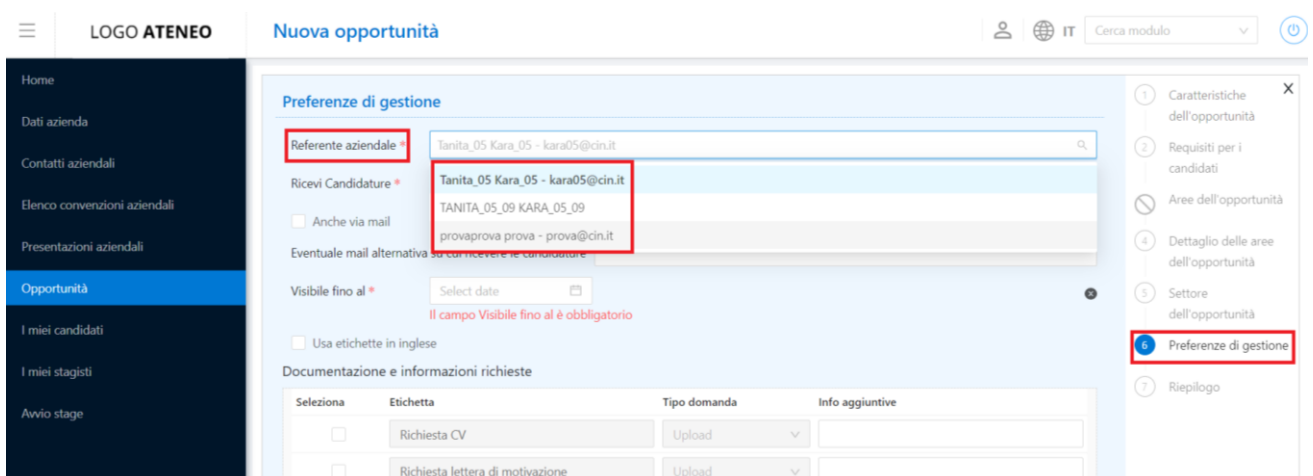 LOGO ATENEO
Nuova opportunità
IT
Cerca modulo
Home
Dati azienda
Contatti aziendali
Elenco convenzioni aziendali
Presentazioni aziendali
Opportunità
I miei candidati
I miei stagisti
Avvio stage
Preferenze di gestione
Referente aziendale *
Tanita_05 Kara_05 - kara05@cin.it
Ricevi Candidature *
Tanita_05 Kara_05 - kara05@cin.it
TANITA_05_09 KARA_05_09
provaprova prova - prova@cin.it
Anche via mail
Eventuale mail alternativa su cui ricevere le candidature
Visibile fino al *
Select date
Il campo Visibile fino al è obbligatorio
Usa etichette in inglese
Documentazione e informazioni richieste
Seleziona Etichetta Tipo domanda Info aggiuntive
Richiesta CV Upload
Richiesta lettera di motivazione Upload
X
1 Caratteristiche
dell'opportunità
2 Requisiti per i
candidati
Aree dell'opportunità
4 Dettaglio delle aree
dell'opportunità
5 Settore
dell'opportunità
6 Preferenze di gestione
7 Riepilogo